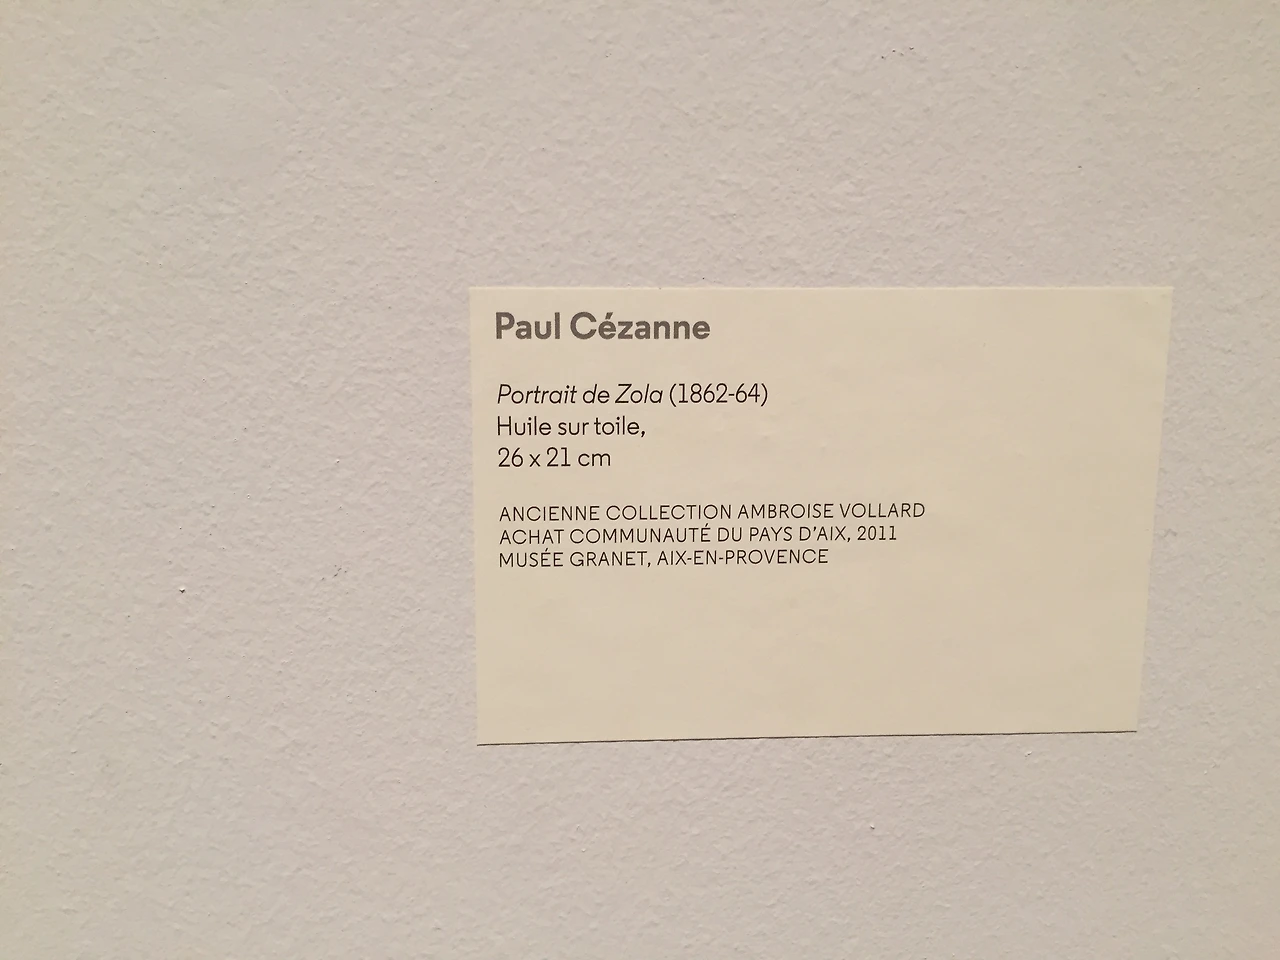 Paul Cézanne
Portrait de Zola (1862-64)
Huile sur toile,
26 x 21 cm
ANCIENNE COLLECTION AMBROISE VOLLARD
ACHAT COMMUNAUTÉ DU PAYS D'AIX, 2011
MUSÉE GRANET, AIX-EN-PROVENCE